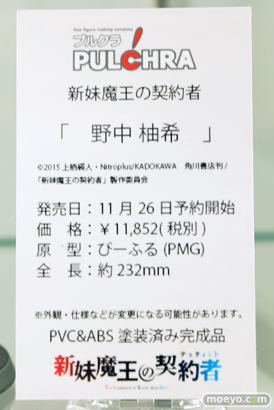 Fine figure making company
プルクラ
PULCHRA
新妹魔王の契約者
「 野中 柚希 」
©2015 上栖綴人・Nitroplus/KADOKAWA 角川書店刊/
「新妹魔王の契約者」製作委員会
発売日：11月26日予約開始
価 格：￥11,852(税別)
原 型：びーふる(PMG)
全 長：約 232mm
※外観・仕様などが変更になる可能性があります。
PVC&ABS 塗装済み完成品
テスタメント
新妹魔王の契約者
moeyo.com